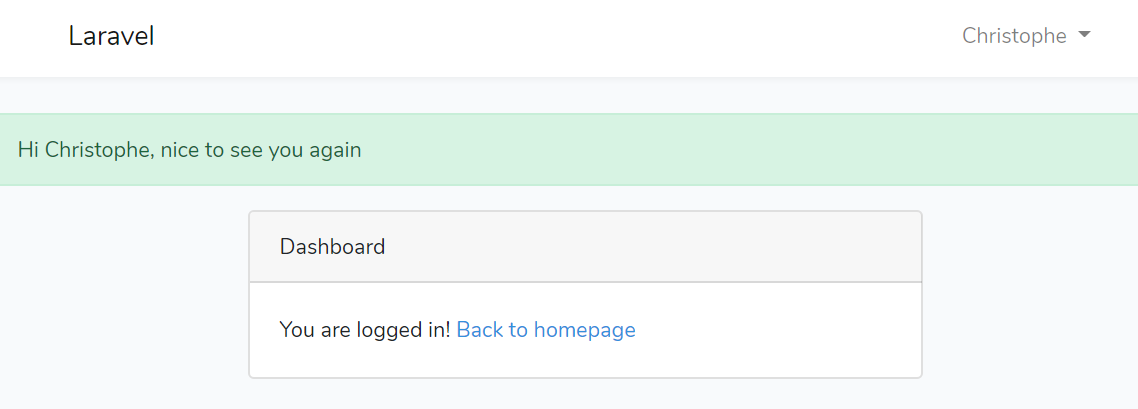 Laravel
Christophe
Hi Christophe, nice to see you again
Dashboard
You are logged in! Back to homepage